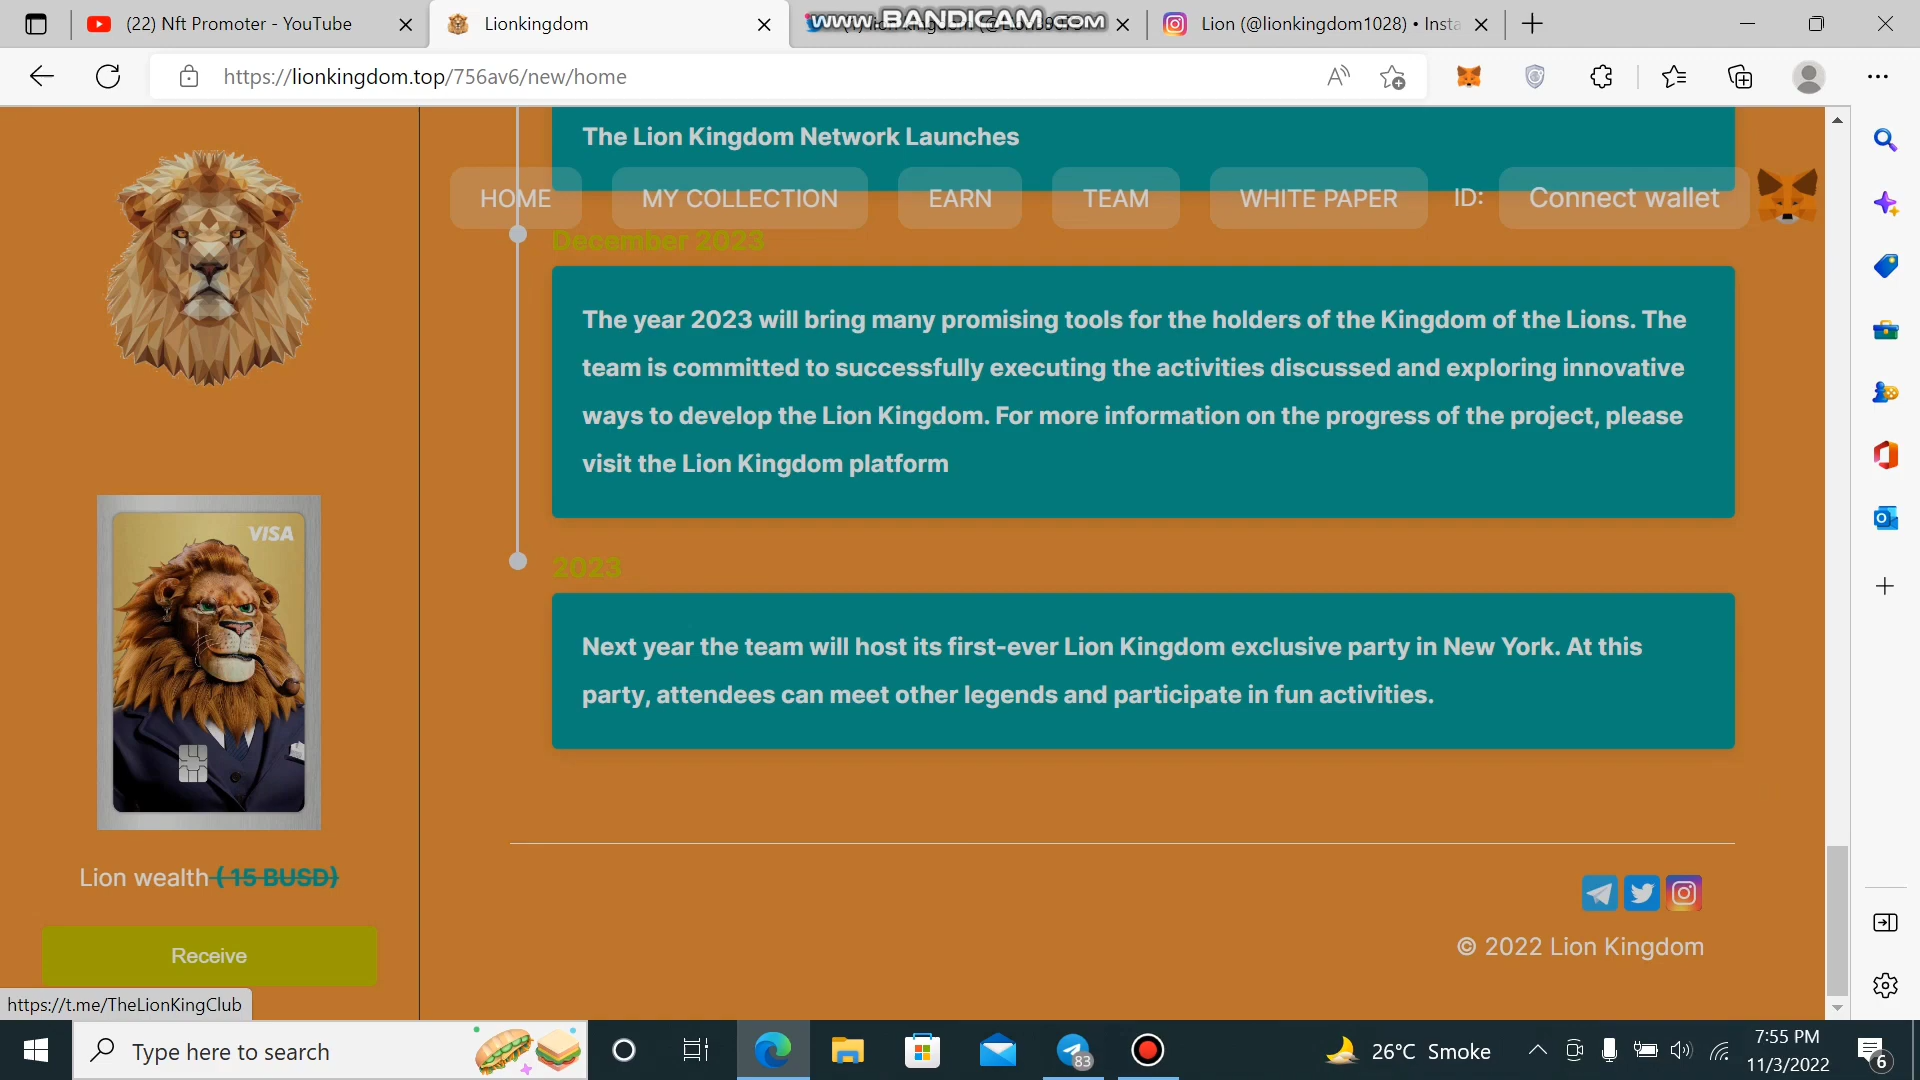 (22) Nft Promoter - YouTube
Lionkingdom
WWW.BANDICAM.COM
Lion (@lionkingdom1028) • Insta
https://lionkingdom.top/756av6/new/home
The Lion Kingdom Network Launches
HOME
MY COLLECTION
EARN
TEAM
WHITE PAPER
ID:
Connect wallet
December 2023
The year 2023 will bring many promising tools for the holders of the Kingdom of the Lions. The
team is committed to successfully executing the activities discussed and exploring innovative
ways to develop the Lion Kingdom. For more information on the progress of the project, please
visit the Lion Kingdom platform
VISA
2023
Next year the team will host its first-ever Lion Kingdom exclusive party in New York. At this
party, attendees can meet other legends and participate in fun activities.
Lion wealth ( 15 BUSD)
Receive
© 2022 Lion Kingdom
https://t.me/TheLionKingClub
Type here to search
83
26°C Smoke
7:55 PM
11/3/2022
6